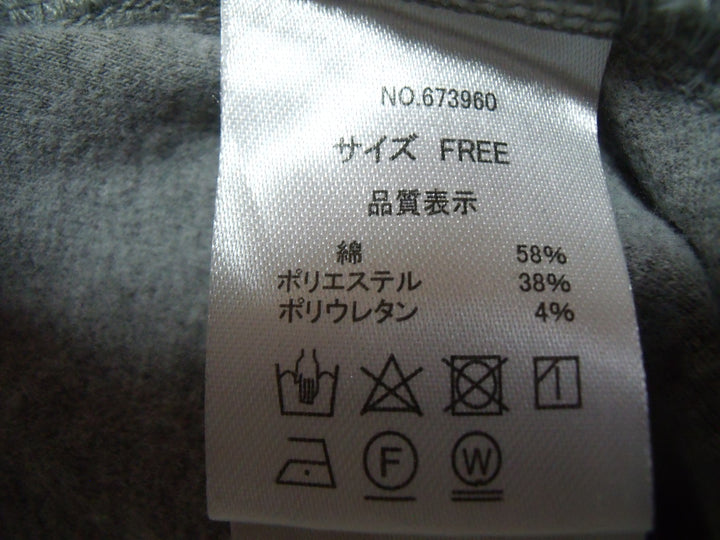 NO.673960
サイズ FREE
品質表示
綿 58%
ポリエステル 38%
ポリウレタン 4%
F W